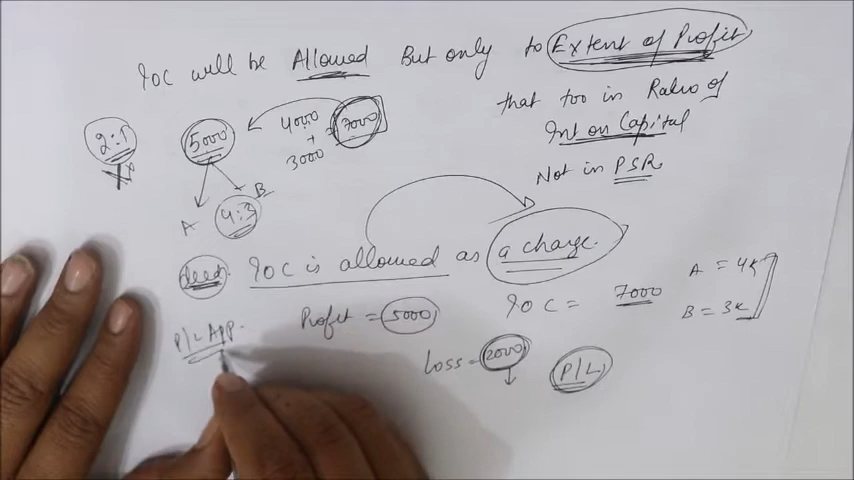 IOC will be Allowed But only to Extent of Profit
that too in Ratio of
Int on Capital
Not in PSR
2:1
5000
4000
+
3000
= 7000
A
B
4:3
deed.
IOC is allowed as a charge.
Profit = 5000
IOC = 7000
A = 4k
B = 3k
P/L App.
Loss = 2000
P/L